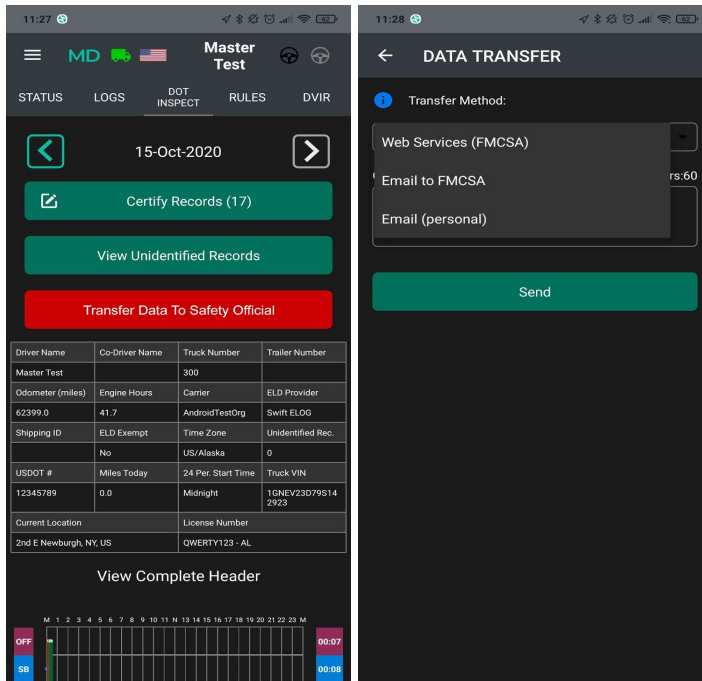 11:27
62
MD
Master
Test
STATUS
LOGS
DOT
INSPECT
RULES
DVIR
15-Oct-2020
Certify Records (17)
View Unidentified Records
Transfer Data To Safety Official
Driver Name Co-Driver Name Truck Number Trailer Number
Master Test 300
Odometer (miles) Engine Hours Carrier ELD Provider
62399.0 41.7 AndroidTestOrg Swift ELOG
Shipping ID ELD Exempt Time Zone Unidentified Rec.
No US/Alaska 0
USDOT # Miles Today 24 Per. Start Time Truck VIN
12345789 0.0 Midnight 1GNEV23D79S14
2923
Current Location License Number
2nd E Newburgh, NY, US QWERTY123 - AL
View Complete Header
M 1 2 3 4 5 6 7 8 9 10 11 N 13 14 15 16 17 18 19 20 21 22 23 M
OFF 00:07
SB 00:08
11:28
62
DATA TRANSFER
Transfer Method:
Web Services (FMCSA)
rs:60
Email to FMCSA
Email (personal)
Send